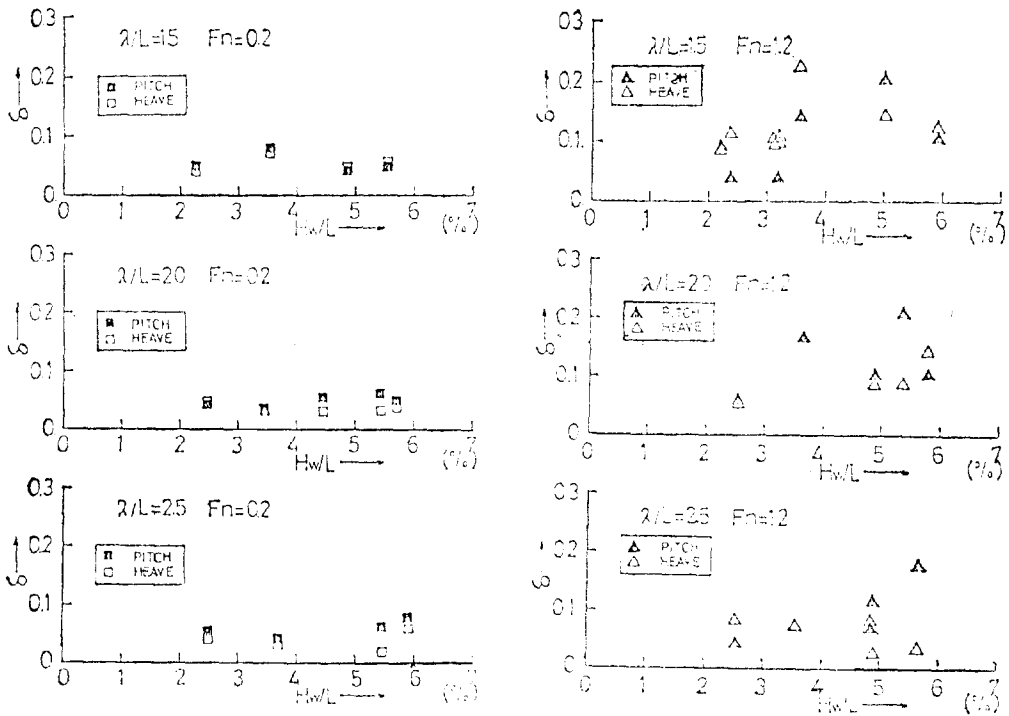 λ/L=1.5 Fn=0.2
PITCH
HEAVE
δ
0.3
0.2
0.1
0
0 1 2 3 4 5 6 7
Hw/L (%)
λ/L=1.5 Fn=1.2
PITCH
HEAVE
δ
0.3
0.2
0.1
0
0 1 2 3 4 5 6 7
Hw/L (%)
λ/L=2.0 Fn=0.2
PITCH
HEAVE
δ
0.3
0.2
0.1
0
0 1 2 3 4 5 6 7
Hw/L (%)
λ/L=2.0 Fn=1.2
PITCH
HEAVE
δ
0.3
0.2
0.1
0
0 1 2 3 4 5 6 7
Hw/L (%)
λ/L=2.5 Fn=0.2
PITCH
HEAVE
δ
0.3
0.2
0.1
0
0 1 2 3 4 5 6 7
Hw/L (%)
λ/L=2.5 Fn=1.2
PITCH
HEAVE
δ
0.3
0.2
0.1
0
0 1 2 3 4 5 6 7
Hw/L (%)